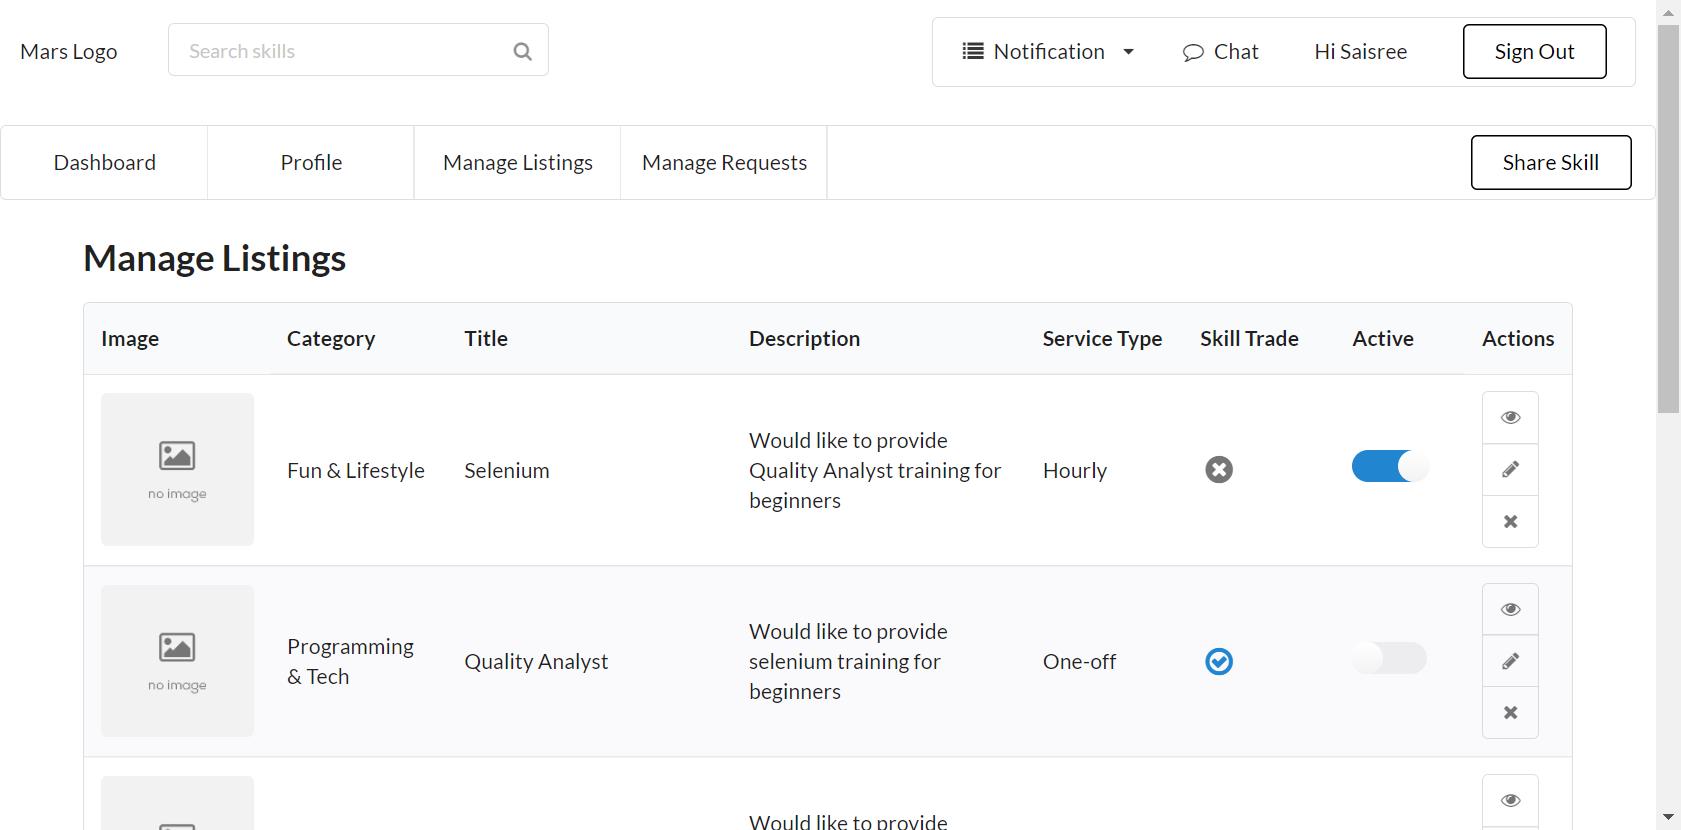 Mars Logo
Search skills
Notification
Chat
Hi Saisree
Sign Out
Dashboard
Profile
Manage Listings
Manage Requests
Share Skill
Manage Listings
Image
Category
Title
Description
Service Type
Skill Trade
Active
Actions
no image
Fun & Lifestyle
Selenium
Would like to provide
Quality Analyst training for
beginners
Hourly
no image
Programming
& Tech
Quality Analyst
Would like to provide
selenium training for
beginners
One-off
Would like to provide